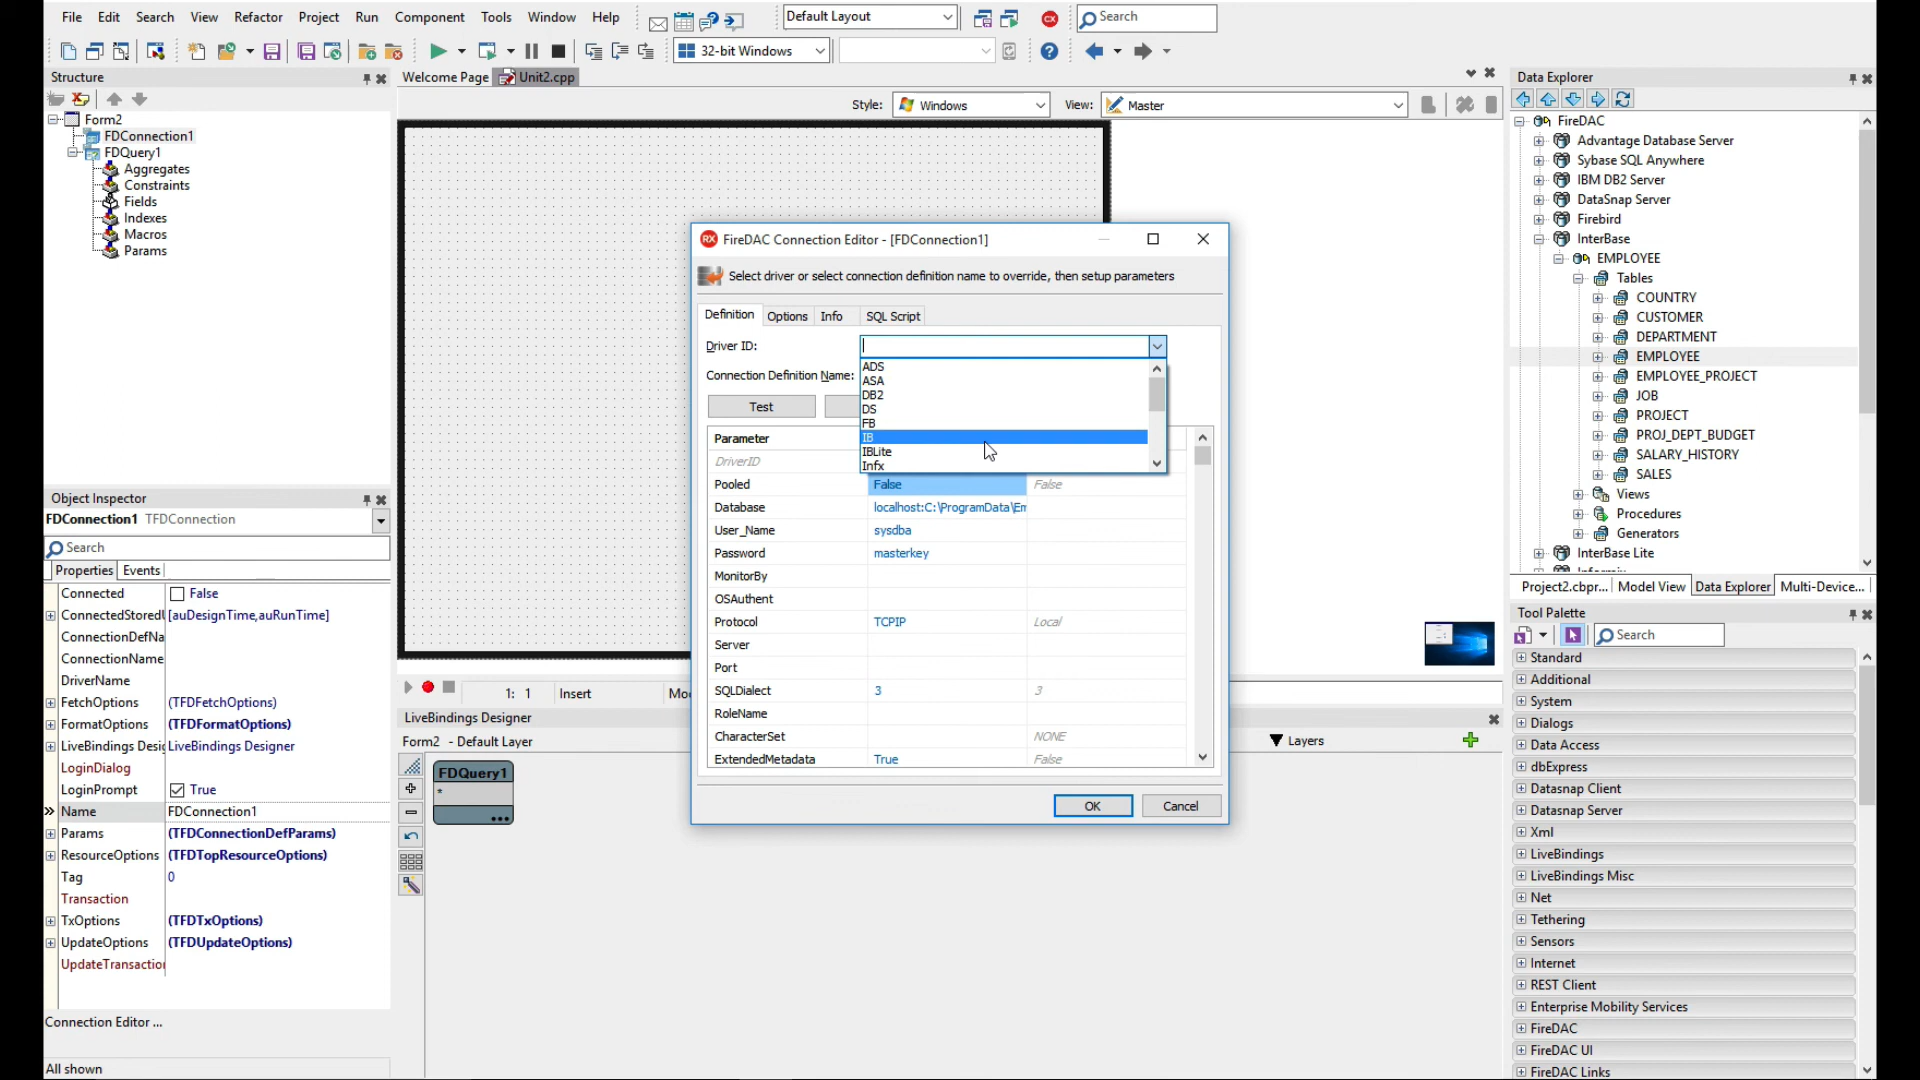 File Edit Search View Refactor Project Run Component Tools Window Help
Default Layout
Search
32-bit Windows
Structure
Welcome Page Unit2.cpp
Data Explorer
Style: Windows View: Master
Form2
FDConnection1
FDQuery1
Aggregates
Constraints
Fields
Indexes
Macros
Params
FireDAC
Advantage Database Server
Sybase SQL Anywhere
IBM DB2 Server
DataSnap Server
Firebird
InterBase
EMPLOYEE
Tables
COUNTRY
CUSTOMER
DEPARTMENT
EMPLOYEE
EMPLOYEE_PROJECT
JOB
PROJECT
PROJ_DEPT_BUDGET
SALARY_HISTORY
SALES
Views
Procedures
Generators
InterBase Lite
Project2.cbpr... Model View Data Explorer Multi-Device...
FireDAC Connection Editor - [FDConnection1]
Select driver or select connection definition name to override, then setup parameters
Definition Options Info SQL Script
Driver ID:
Connection Definition Name:
Test
ADS
ASA
DB2
DS
FB
IB
IBLite
Infx
Parameter
DriverID
Pooled False False
Database localhost:C:\ProgramData\Em
User_Name sysdba
Password masterkey
MonitorBy
OSAuthent
Protocol TCPIP Local
Server
Port
SQLDialect 3 3
RoleName
CharacterSet NONE
ExtendedMetadata True False
OK Cancel
Object Inspector
FDConnection1 TFDConnection
Search
Properties Events
Connected False
ConnectedStoredU [auDesignTime,auRunTime]
ConnectionDefNa
ConnectionName
DriverName
FetchOptions (TFDFetchOptions)
FormatOptions (TFDFormatOptions)
LiveBindings Desig LiveBindings Designer
LoginDialog
LoginPrompt True
Name FDConnection1
Params (TFDConnectionDefParams)
ResourceOptions (TFDTopResourceOptions)
Tag 0
Transaction
TxOptions (TFDTxOptions)
UpdateOptions (TFDUpdateOptions)
UpdateTransaction
Connection Editor ...
All shown
1: 1 Insert Mod
LiveBindings Designer
Form2 - Default Layer
Layers
FDQuery1
*
Tool Palette
Search
Standard
Additional
System
Dialogs
Data Access
dbExpress
Datasnap Client
Datasnap Server
Xml
LiveBindings
LiveBindings Misc
Net
Tethering
Sensors
Internet
REST Client
Enterprise Mobility Services
FireDAC
FireDAC UI
FireDAC Links